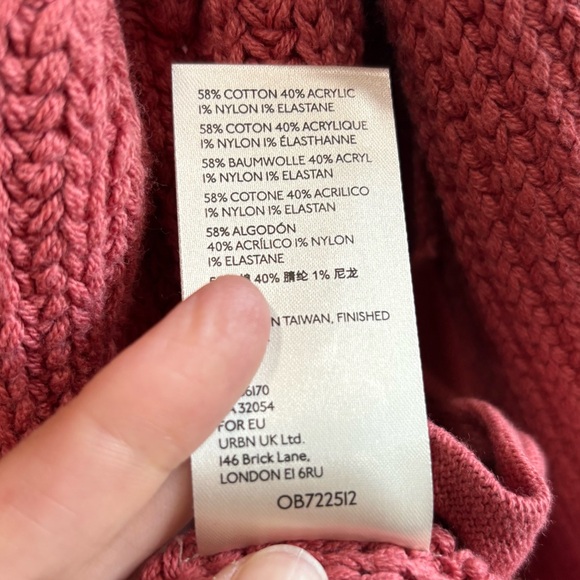 58% COTTON 40% ACRYLIC
1% NYLON 1% ELASTANE
58% COTON 40% ACRYLIQUE
1% NYLON 1% ÉLASTHANNE
58% BAUMWOLLE 40% ACRYL
1% NYLON 1% ELASTAN
58% COTONE 40% ACRILICO
1% NYLON 1% ELASTAN
58% ALGODÓN
40% ACRÍLICO 1% NYLON
1% ELASTANE
40% 腈纶 1% 尼龙
TAIWAN, FINISHED
32054
FOR EU
URBN UK Ltd.
146 Brick Lane,
LONDON E1 6RU
OB722512